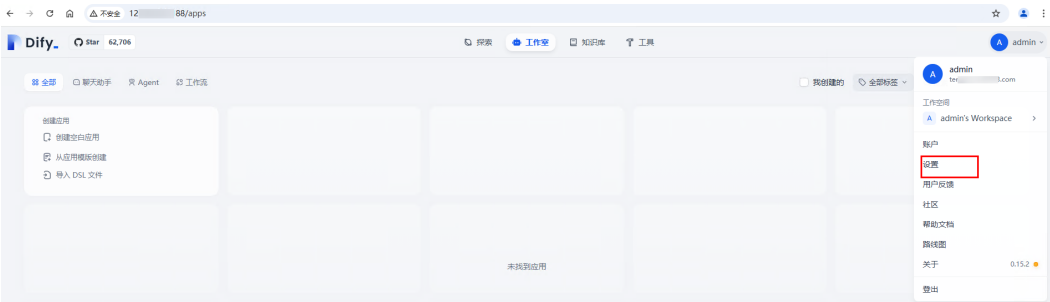 不安全 12 88/apps
Dify_ Star 62,706 探索 工作室 知识库 工具 A admin
全部 聊天助手 Agent 工作流 我创建的 全部标签
A admin
tec l.com
工作空间
A admin's Workspace
创建应用
创建空白应用
从应用模版创建
导入 DSL 文件
账户
设置
用户反馈
社区
帮助文档
路线图
关于 0.15.2
登出
未找到应用